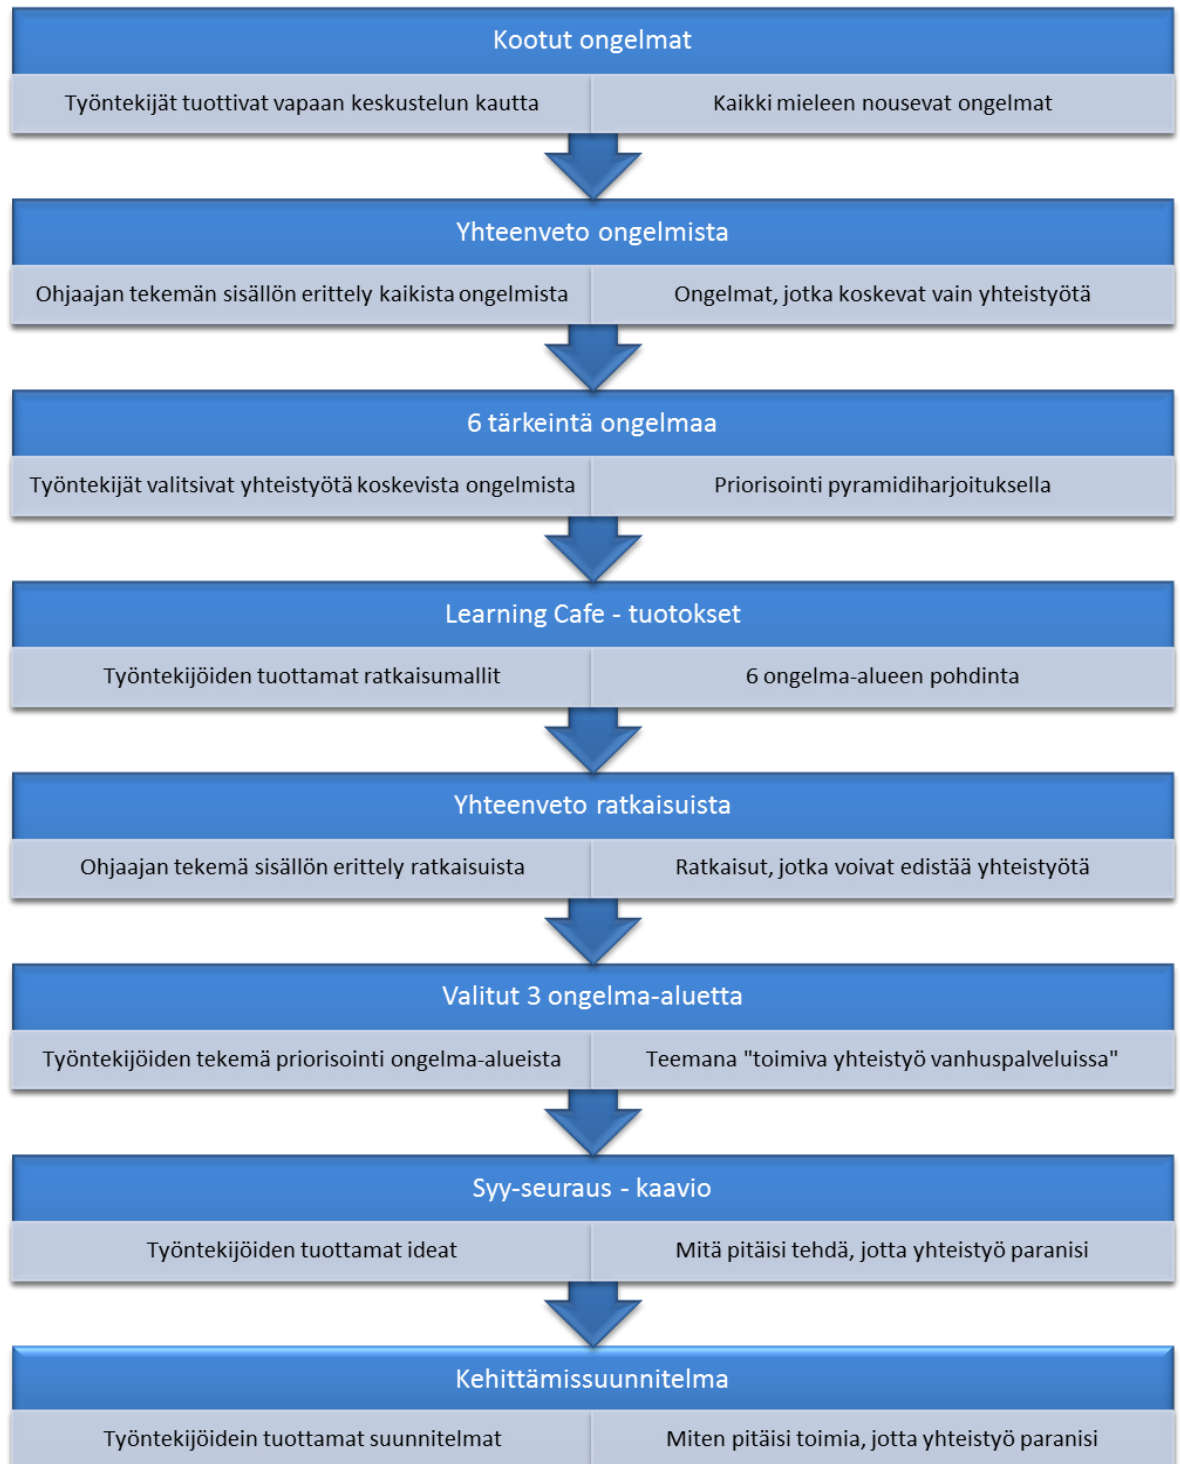 Kootut ongelmat
Työntekijät tuottivat vapaan keskustelun kautta
Kaikki mieleen nousevat ongelmat
Yhteenveto ongelmista
Ohjaajan tekemän sisällön erittely kaikista ongelmista
Ongelmat, jotka koskevat vain yhteistyötä
6 tärkeintä ongelmaa
Työntekijät valitsivat yhteistyötä koskevista ongelmista
Priorisointi pyramidiharjoituksella
Learning Cafe - tuotokset
Työntekijöiden tuottamat ratkaisumallit
6 ongelma-alueen pohdinta
Yhteenveto ratkaisuista
Ohjaajan tekemä sisällön erittely ratkaisuista
Ratkaisut, jotka voivat edistää yhteistyötä
Valitut 3 ongelma-aluetta
Työntekijöiden tekemä priorisointi ongelma-alueista
Teemana "toimiva yhteistyö vanhuspalveluissa"
Syy-seuraus - kaavio
Työntekijöiden tuottamat ideat
Mitä pitäisi tehdä, jotta yhteistyö paranisi
Kehittämissuunnitelma
Työntekijöidein tuottamat suunnitelmat
Miten pitäisi toimia, jotta yhteistyö paranisi